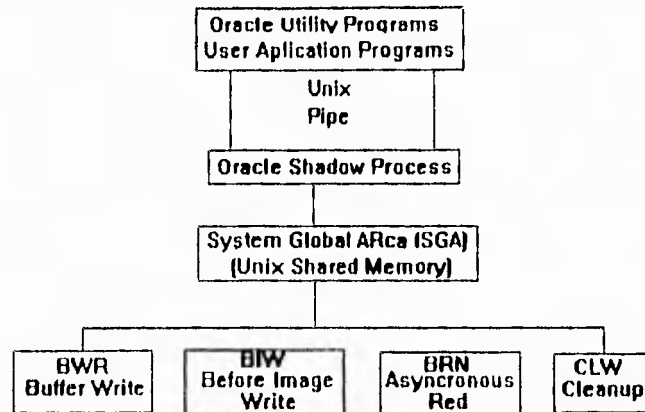 Oracle Utility Programs
User Aplication Programs
Unix
Pipe
Oracle Shadow Process
System Global ARca (SGA)
(Unix Shared Memory)
BWR
Buffer Write
BIW
Before Image
Write
BRN
Asyncronous
Red
CLW
Cleanup